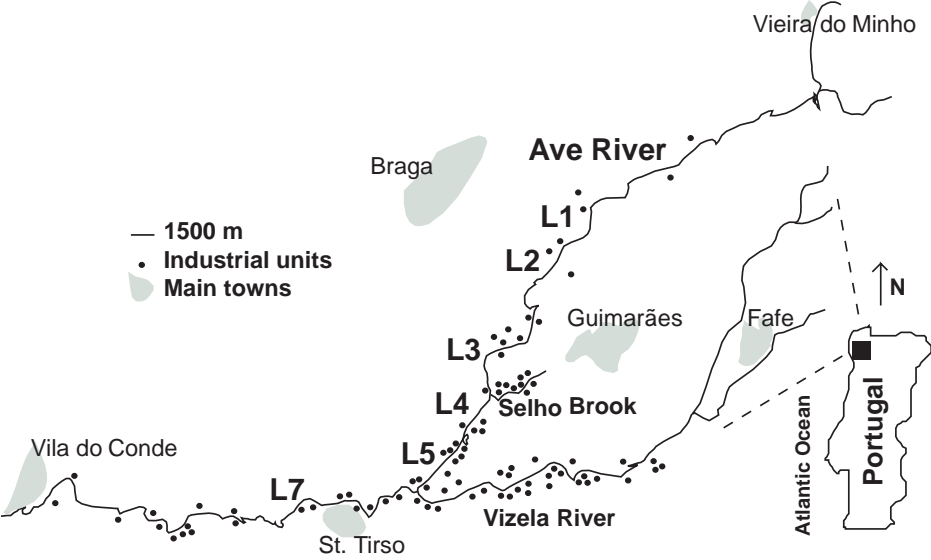 Vieira do Minho
Ave River
Braga
L1
1500 m
Industrial units
Main towns
L2
N
Guimarães
Fafe
L3
L4
Selho Brook
Portugal
Atlantic Ocean
Vila do Conde
L5
L7
Vizela River
St. Tirso